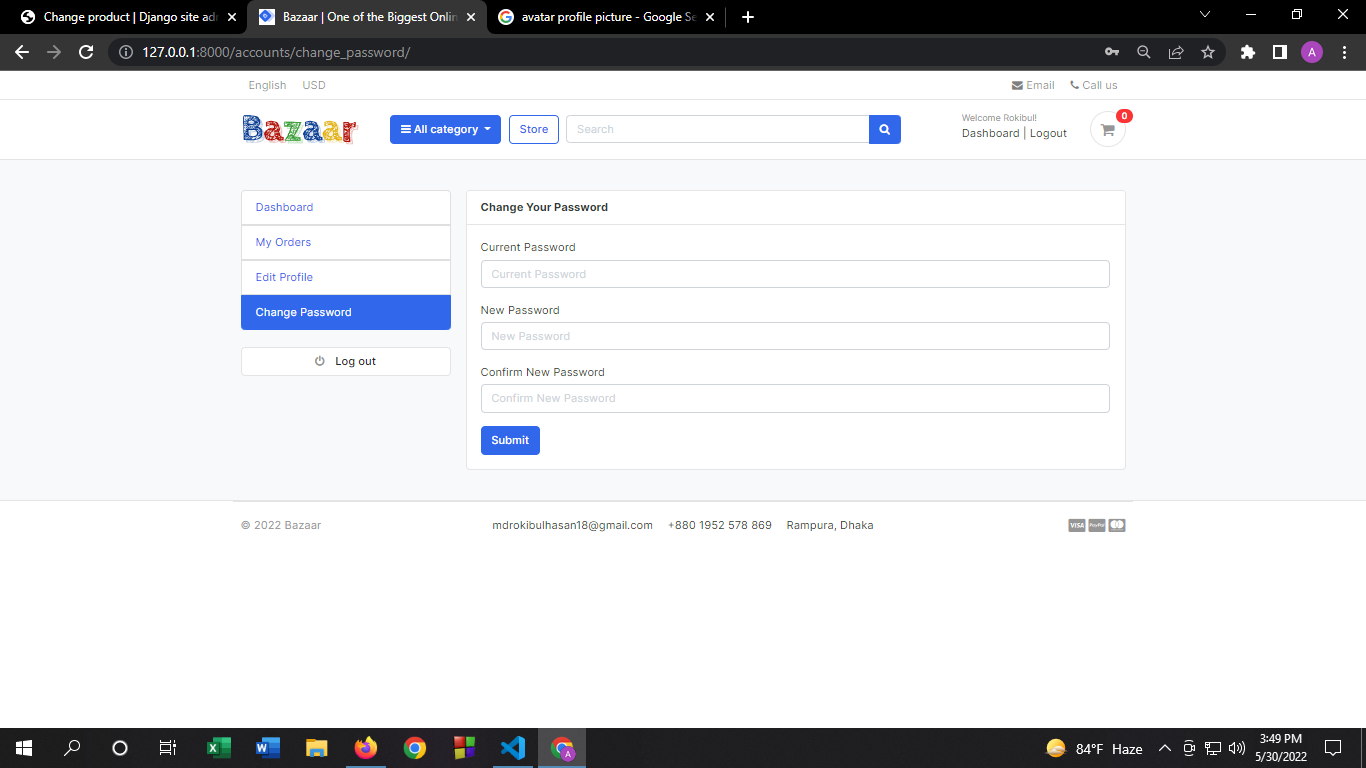 Change product | Django site adr
Bazaar | One of the Biggest Onlin
avatar profile picture - Google Se
127.0.0.1:8000/accounts/change_password/
A
English USD
Email Call us
Bazaar
All category
Store
Search
Welcome Rokibul!
Dashboard | Logout
0
Dashboard
My Orders
Edit Profile
Change Password
Log out
Change Your Password
Current Password
Current Password
New Password
New Password
Confirm New Password
Confirm New Password
Submit
© 2022 Bazaar
mdrokibulhasan18@gmail.com +880 1952 578 869 Rampura, Dhaka
VISA PayPal
84°F Haze
3:49 PM
5/30/2022